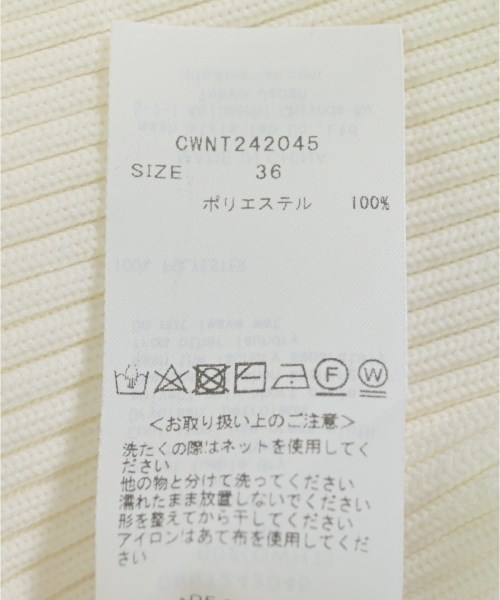 CWNT242045
SIZE 36
ポリエステル 100%
F W
<お取り扱い上のご注意>
洗たくの際はネットを使用してく
ださい
他の物と分けて洗ってください
濡れたまま放置しないでください
形を整えてから干してください
アイロンはあて布を使用してくだ
さい